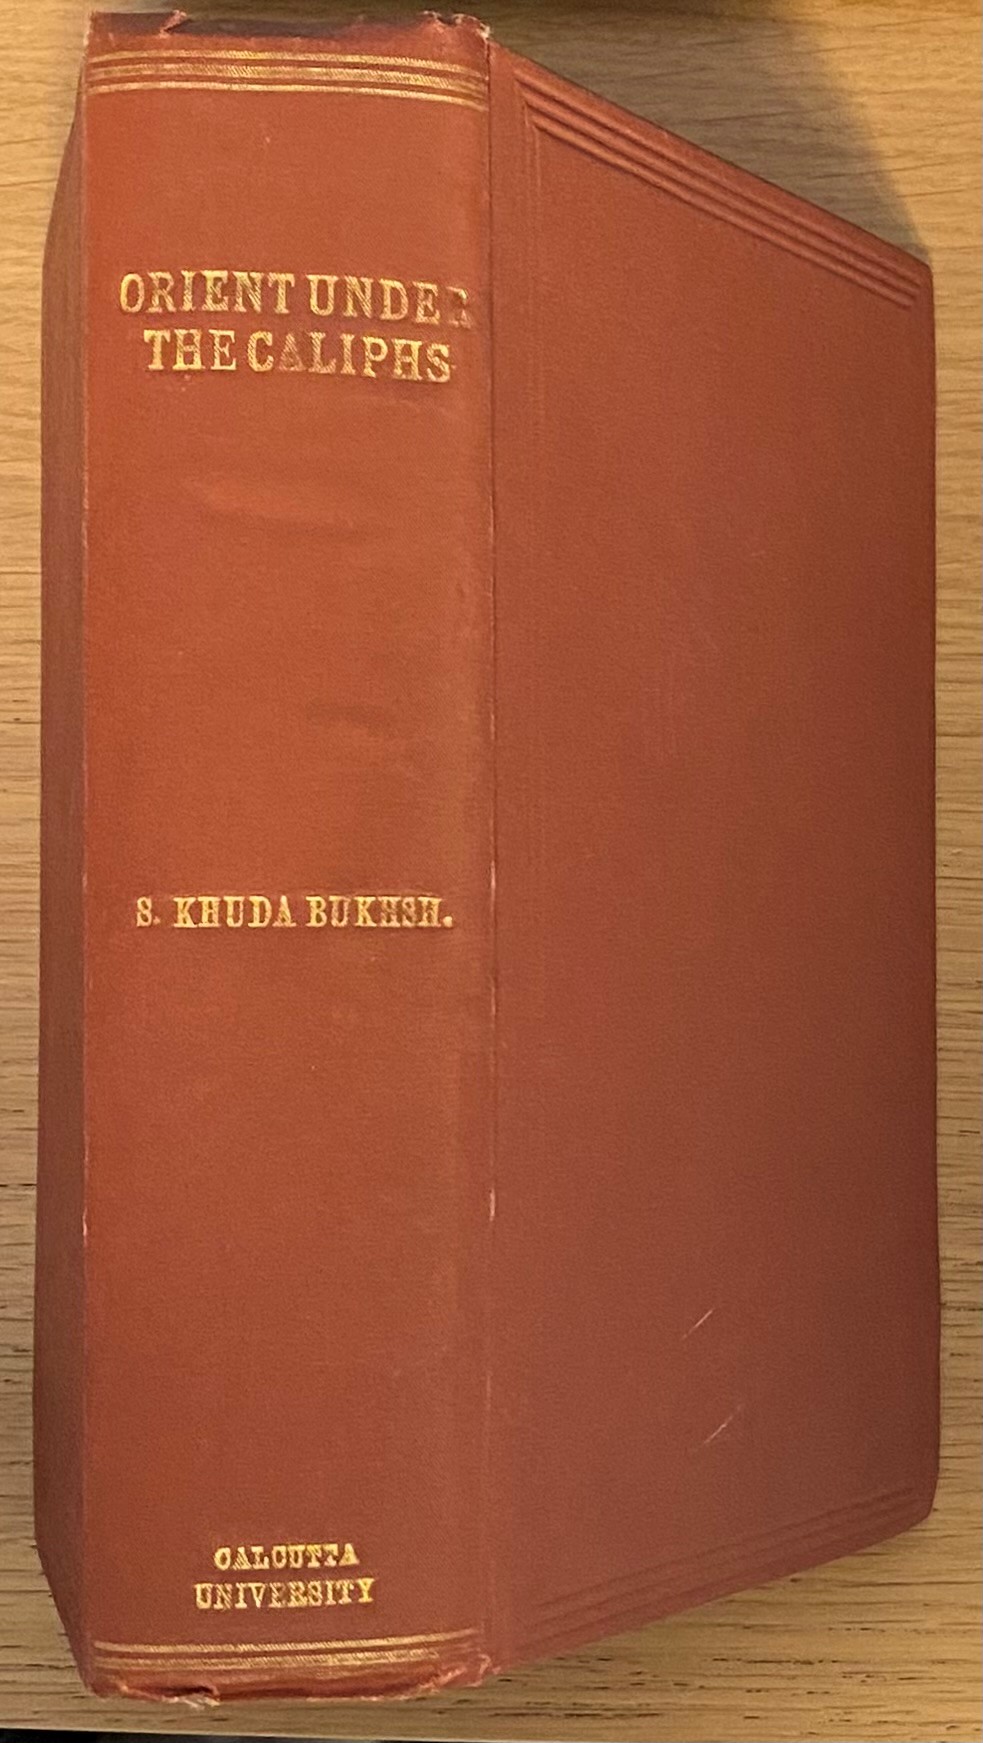 ORIENT UNDER
THE CALIPHS
S. KHUDA BUKHSH.
CALCUTTA
UNIVERSITY